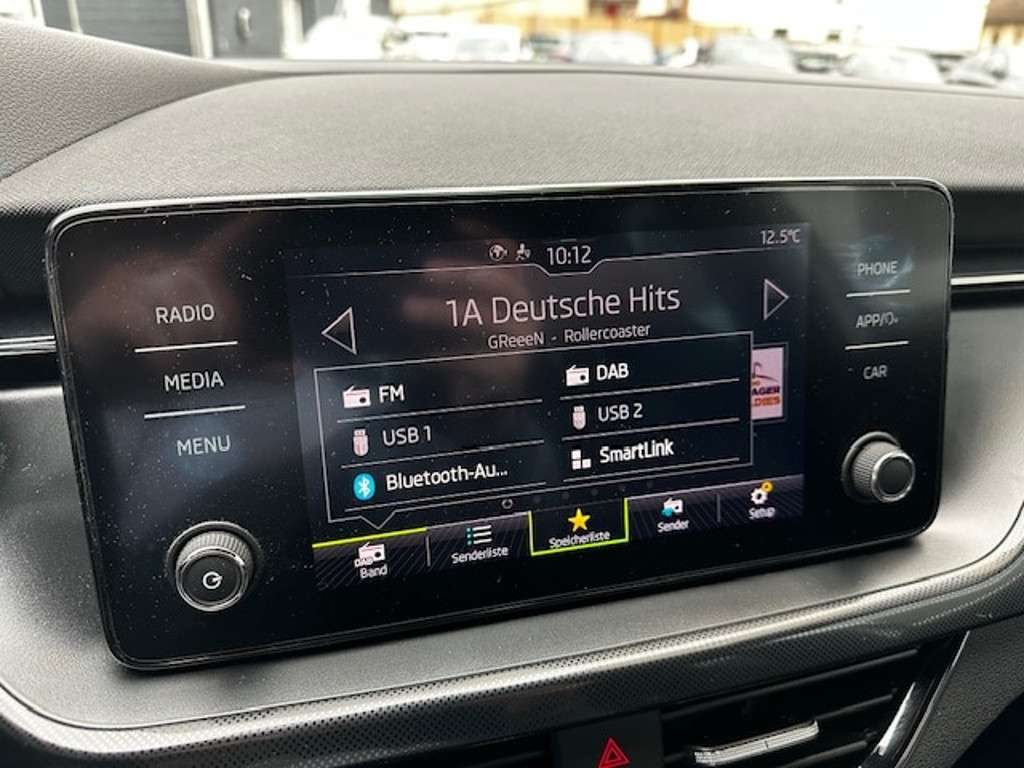 10:12
12.5°C
RADIO
MEDIA
MENU
1A Deutsche Hits
GReeeN - Rollercoaster
FM
DAB
USB 1
USB 2
Bluetooth-Au...
SmartLink
DAB
Band
Senderliste
Speicherliste
Sender
Setup
PHONE
APP/
CAR